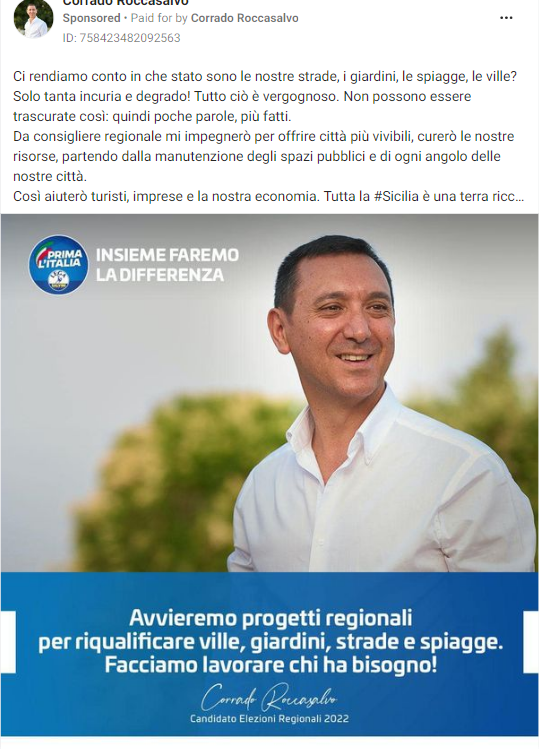 Corrado Roccasalvo
Sponsored • Paid for by Corrado Roccasalvo
ID: 758423482092563
Ci rendiamo conto in che stato sono le nostre strade, i giardini, le spiagge, le ville?
Solo tanta incuria e degrado! Tutto ciò è vergognoso. Non possono essere
trascurate così: quindi poche parole, più fatti.
Da consigliere regionale mi impegnerò per offrire città più vivibili, curerò le nostre
risorse, partendo dalla manutenzione degli spazi pubblici e di ogni angolo delle
nostre città.
Così aiuterò turisti, imprese e la nostra economia. Tutta la #Sicilia è una terra ricc...
PRIMA
L'ITALIA
INSIEME FAREMO
LA DIFFERENZA
Avvieremo progetti regionali
per riqualificare ville, giardini, strade e spiagge.
Facciamo lavorare chi ha bisogno!
Corrado Roccasalvo
Candidato Elezioni Regionali 2022